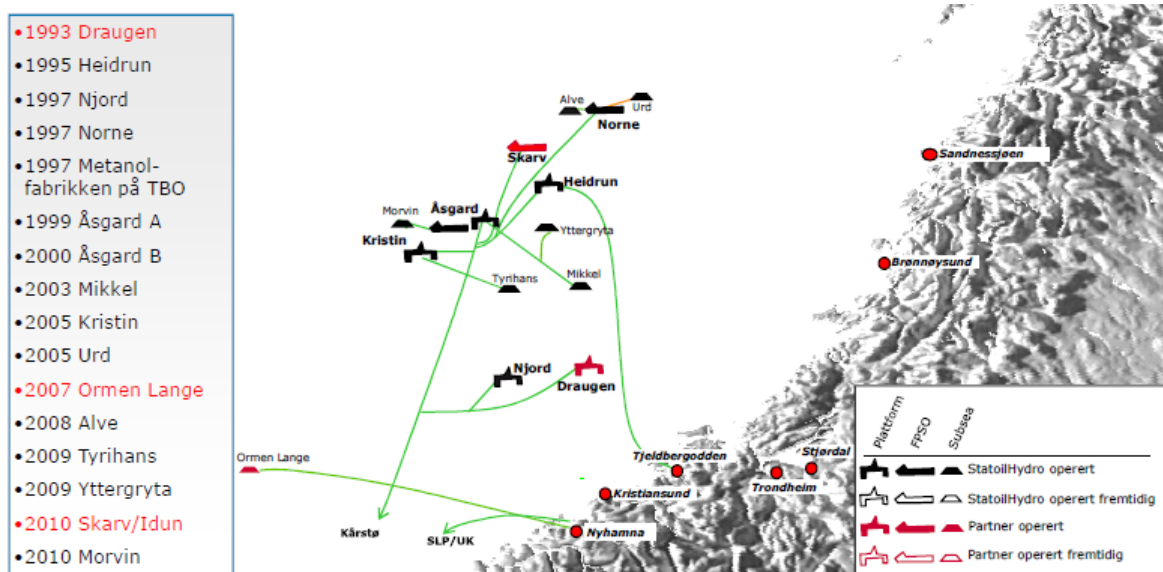 •1993 Draugen
•1995 Heidrun
•1997 Njord
•1997 Norne
•1997 Metanol-
fabrikken på TBO
•1999 Åsgard A
•2000 Åsgard B
•2003 Mikkel
•2005 Kristin
•2005 Urd
•2007 Ormen Lange
•2008 Alve
•2009 Tyrihans
•2009 Yttergryta
•2010 Skarv/Idun
•2010 Morvin
Alve
Urd
Norne
Skarv
Heidrun
Morvin
Åsgard
Kristin
Yttergryta
Tyrihans
Mikkel
Njord
Draugen
Ormen Lange
Kårstø
SLP/UK
Sandnessjøen
Brønnøysund
Tjeldbergodden
Stjørdal
Trondheim
Kristiansund
Nyhamna
Plattform
FPSO
Subsea
StatoilHydro operert
StatoilHydro operert fremtidig
Partner operert
Partner operert fremtidig